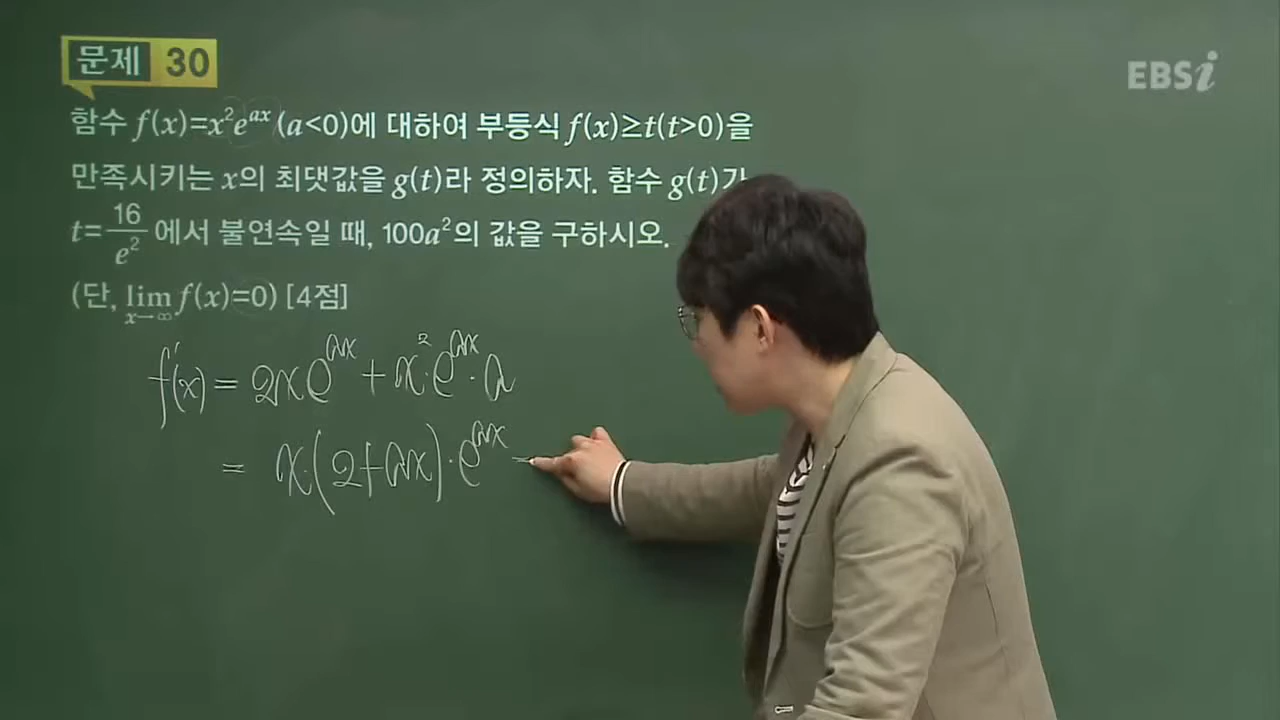 문제 30
EBSi
함수 f(x)=x²e^{ax} (a<0)에 대하여 부등식 f(x)≥t(t>0)을
만족시키는 x의 최댓값을 g(t)라 정의하자. 함수 g(t)가
t=16/e² 에서 불연속일 때, 100a²의 값을 구하시오.
(단, lim_{x→∞} f(x)=0) [4점]
f'(x) = 2xe^{ax} + x²·e^{ax}·a
= x·(2+ax)·e^{ax}